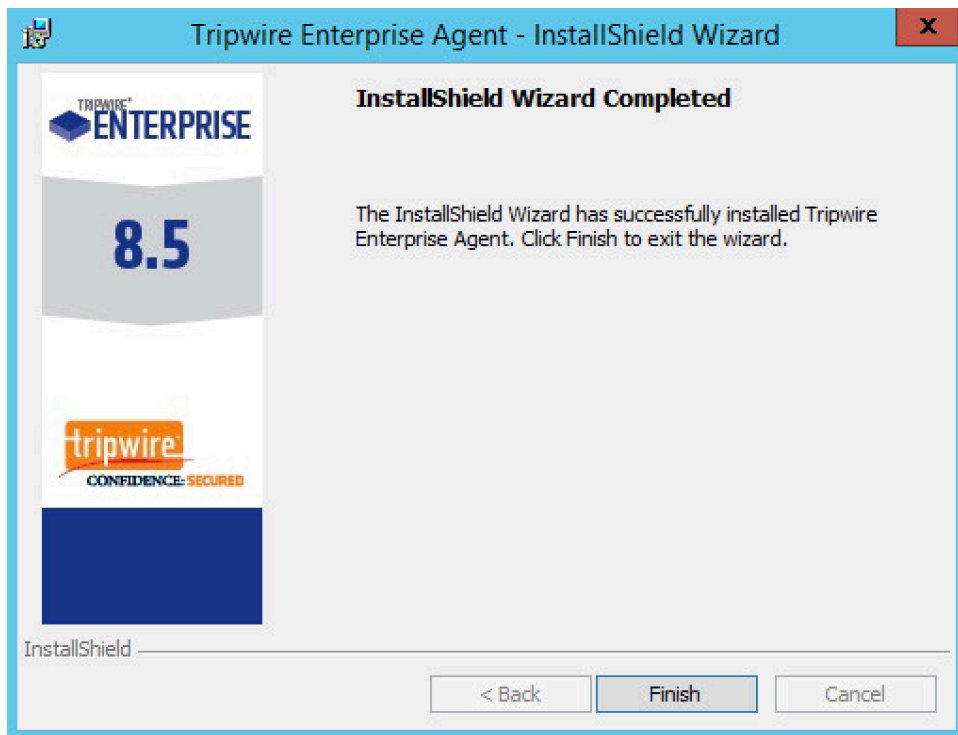 Tripwire Enterprise Agent - InstallShield Wizard
X
TRIPWIRE®
ENTERPRISE
8.5
tripwire
CONFIDENCE: SECURED
InstallShield Wizard Completed
The InstallShield Wizard has successfully installed Tripwire
Enterprise Agent. Click Finish to exit the wizard.
InstallShield
< Back
Finish
Cancel